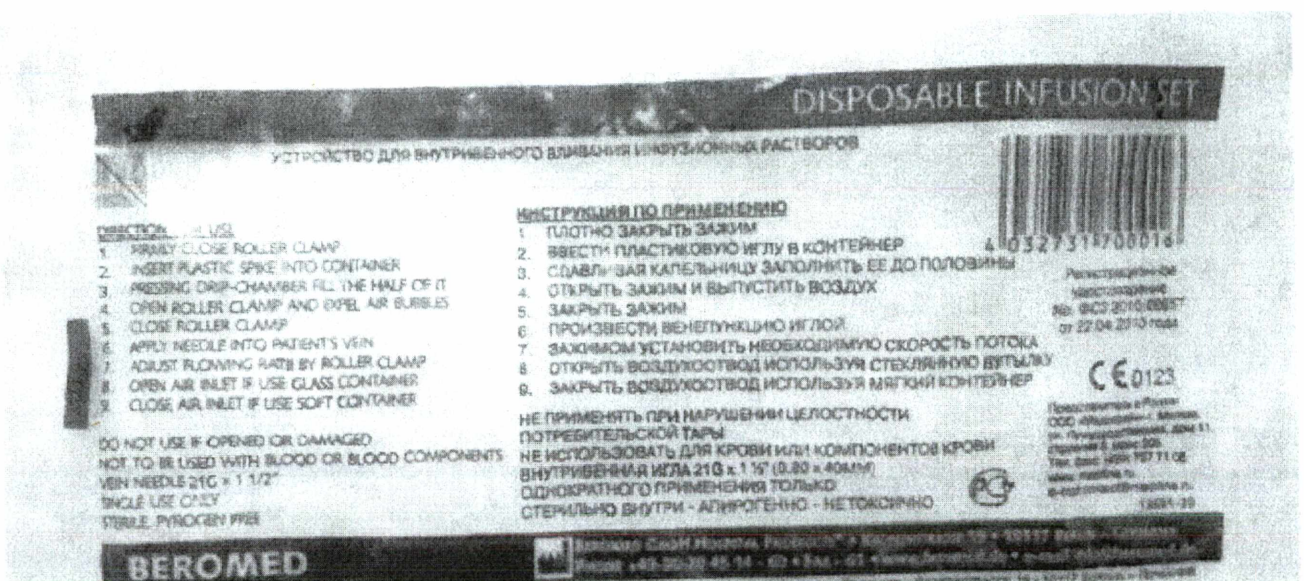 DISPOSABLE INFUSION SET
УСТРОЙСТВО ДЛЯ ВНУТРИВЕННОГО ВЛИВАНИЯ ИНФУЗИОННЫХ РАСТВОРОВ
DIRECTION USE
1. FIRMLY CLOSE ROLLER CLAMP
2. INSERT PLASTIC SPIKE INTO CONTAINER
3. PRESSING DRIP-CHAMBER FILL THE HALF OF IT
4. OPEN ROLLER CLAMP AND EXPEL AIR BUBBLES
5. CLOSE ROLLER CLAMP
6. APPLY NEEDLE INTO PATIENT'S VEIN
7. ADJUST FLOWING RATE BY ROLLER CLAMP
8. OPEN AIR INLET IF USE GLASS CONTAINER
9. CLOSE AIR INLET IF USE SOFT CONTAINER
DO NOT USE IF OPENED OR DAMAGED
NOT TO BE USED WITH BLOOD OR BLOOD COMPONENTS
VEIN NEEDLE 21G x 1 1/2"
SINGLE USE ONLY
STERILE, PYROGEN FREE
ИНСТРУКЦИЯ ПО ПРИМЕНЕНИЮ
1. ПЛОТНО ЗАКРЫТЬ ЗАЖИМ
2. ВВЕСТИ ПЛАСТИКОВУЮ ИГЛУ В КОНТЕЙНЕР
3. СДАВЛИВАЯ КАПЕЛЬНИЦУ ЗАПОЛНИТЬ ЕЕ ДО ПОЛОВИНЫ
4. ОТКРЫТЬ ЗАЖИМ И ВЫПУСТИТЬ ВОЗДУХ
5. ЗАКРЫТЬ ЗАЖИМ
6. ПРОИЗВЕСТИ ВЕНЕПУНКЦИЮ ИГЛОЙ
7. ЗАЖИМОМ УСТАНОВИТЬ НЕОБХОДИМУЮ СКОРОСТЬ ПОТОКА
8. ОТКРЫТЬ ВОЗДУХООТВОД ИСПОЛЬЗУЯ СТЕКЛЯННУЮ БУТЫЛКУ
9. ЗАКРЫТЬ ВОЗДУХООТВОД ИСПОЛЬЗУЯ МЯГКИЙ КОНТЕЙНЕР
НЕ ПРИМЕНЯТЬ ПРИ НАРУШЕНИИ ЦЕЛОСТНОСТИ
ПОТРЕБИТЕЛЬСКОЙ ТАРЫ
НЕ ИСПОЛЬЗОВАТЬ ДЛЯ КРОВИ ИЛИ КОМПОНЕНТОВ КРОВИ
ВНУТРИВЕННАЯ ИГЛА 21G x 1 ½" (0.80 x 40ММ)
ОДНОКРАТНОГО ПРИМЕНЕНИЯ ТОЛЬКО
СТЕРИЛЬНО ВНУТРИ - АПИРОГЕННО - НЕТОКСИЧНО
4 032731 700016
Регистрационное
удостоверение
от 22.04.2010 года
CE0123
BEROMED